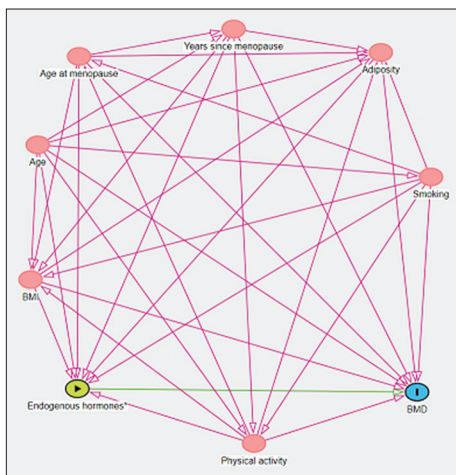 Years since menopause
Age at menopause
Adiposity
Age
Smoking
BMI
Endogenous hormones*
BMD
Physical activity